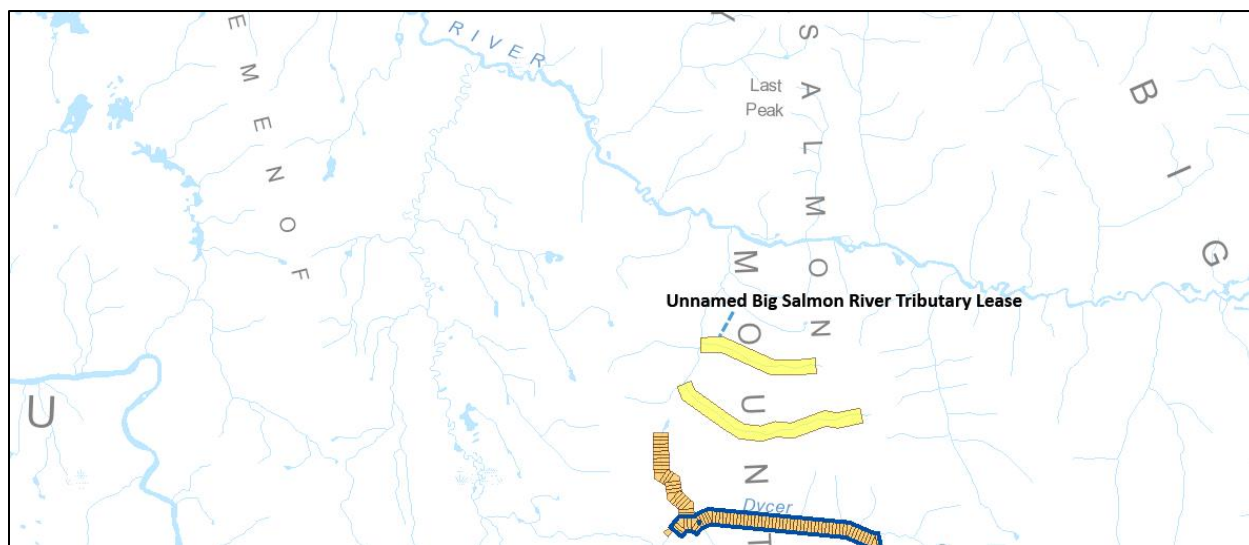 EMENOF
RIVER
SALMON
Last
Peak
BIG
MOUNT
Unnamed Big Salmon River Tributary Lease
U
Dycer